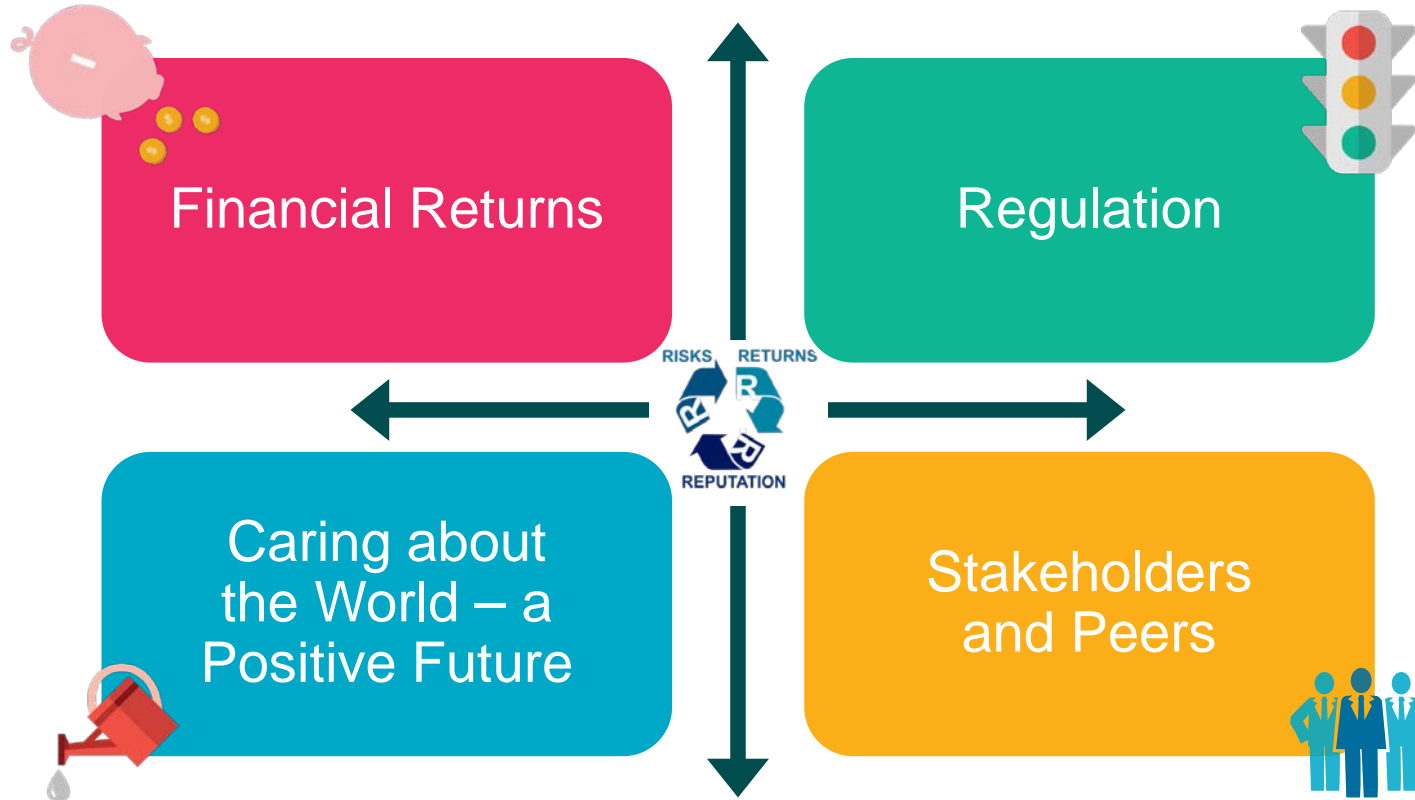 Financial Returns
Regulation
RISKS RETURNS
R
R
R
REPUTATION
Caring about
the World – a
Positive Future
Stakeholders
and Peers